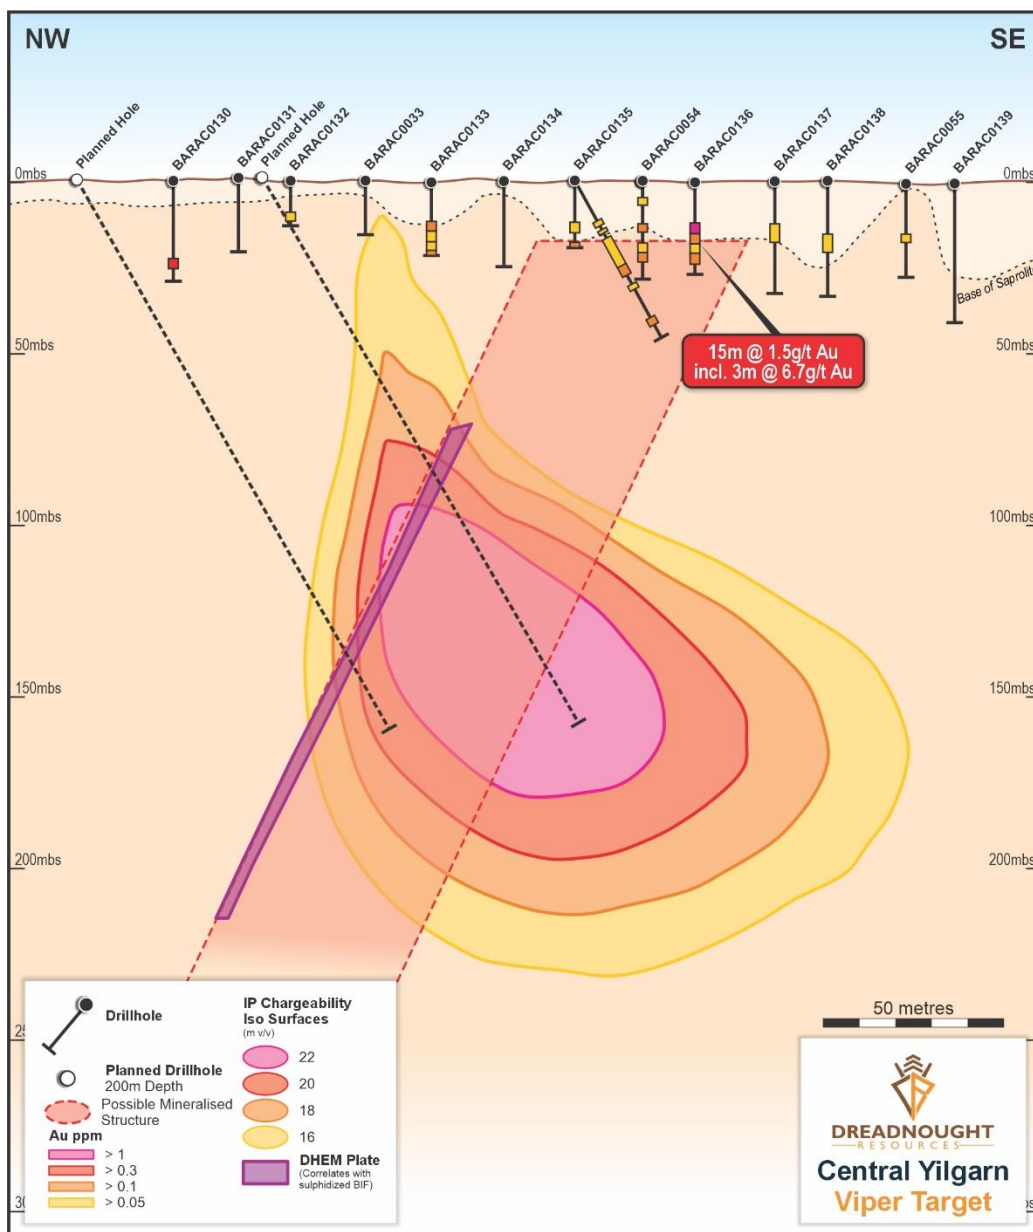 NW
SE
Planned Hole
BARAC0130
BARAC0131
Planned Hole
BARAC0132
BARAC0033
BARAC0133
BARAC0134
BARAC0135
BARAC0054
BARAC0136
BARAC0137
BARAC0138
BARAC0055
BARAC0139
0mbs
0mbs
Base of Saprolit
50mbs
50mbs
15m @ 1.5g/t Au
incl. 3m @ 6.7g/t Au
100mbs
100mbs
150mbs
150mbs
200mbs
200mbs
Drillhole
Planned Drillhole
200m Depth
Possible Mineralised
Structure
Au ppm
> 1
> 0.3
> 0.1
> 0.05
IP Chargeability
Iso Surfaces
(m v/v)
22
20
18
16
DHEM Plate
(Correlates with
sulphidized BIF)
50 metres
DREADNOUGHT
RESOURCES
Central Yilgarn
Viper Target